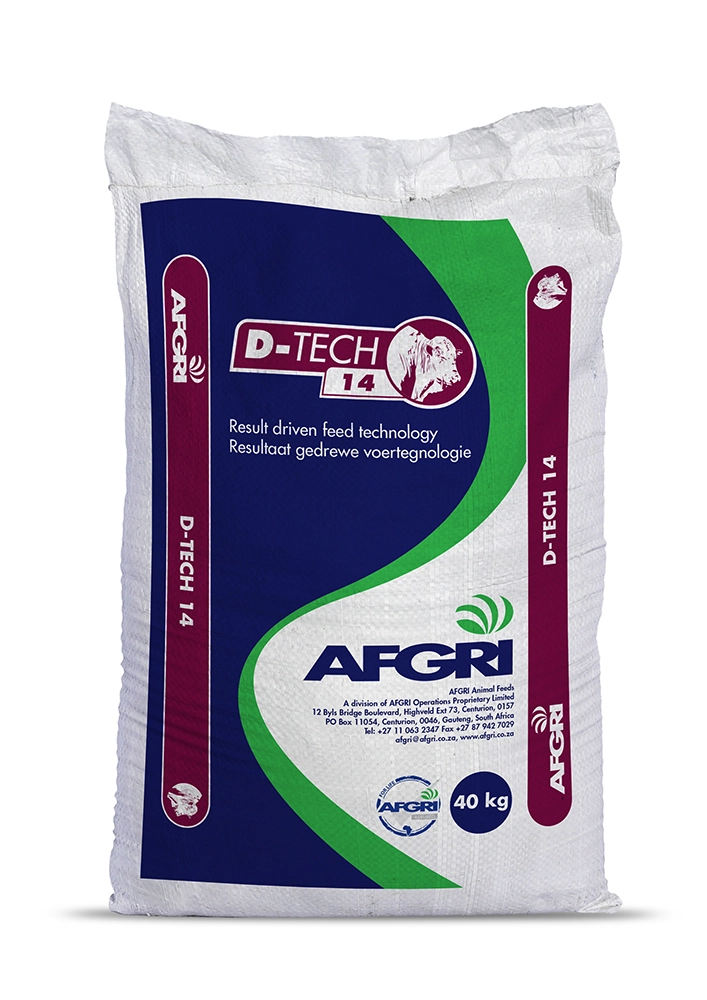 AFGRI
D-TECH 14
D-TECH
14
Result driven feed technology
Resultaat gedrewe voertegnologie
D-TECH 14
AFGRI
AFGRI
AFGRI Animal Feeds
A division of AFGRI Operations Proprietary Limited
12 Byls Bridge Boulevard, Highveld Ext 73, Centurion, 0157
PO Box 11054, Centurion, 0046, Gauteng, South Africa
Tel: +27 11 063 2347 Fax +27 87 942 7029
afgri@afgri.co.za, www.afgri.co.za
FOR LIFE
AFGRI
40 kg